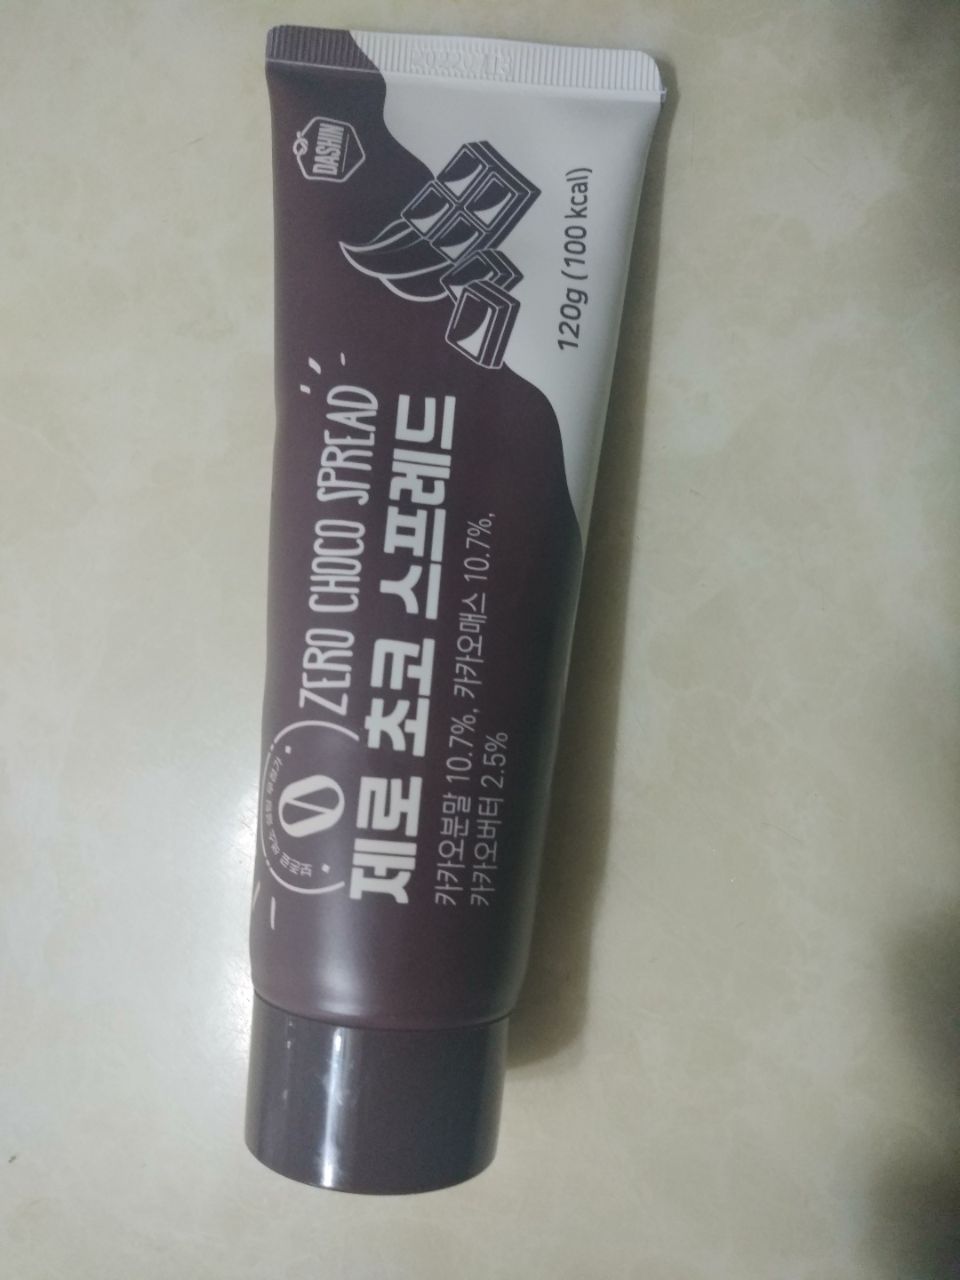 DASHIN
ZERO CHOCO SPREAD
제로 초코 스프레드
카카오분말 10.7%, 카카오매스 10.7%,
카카오버터 2.5%
120g (100 kcal)